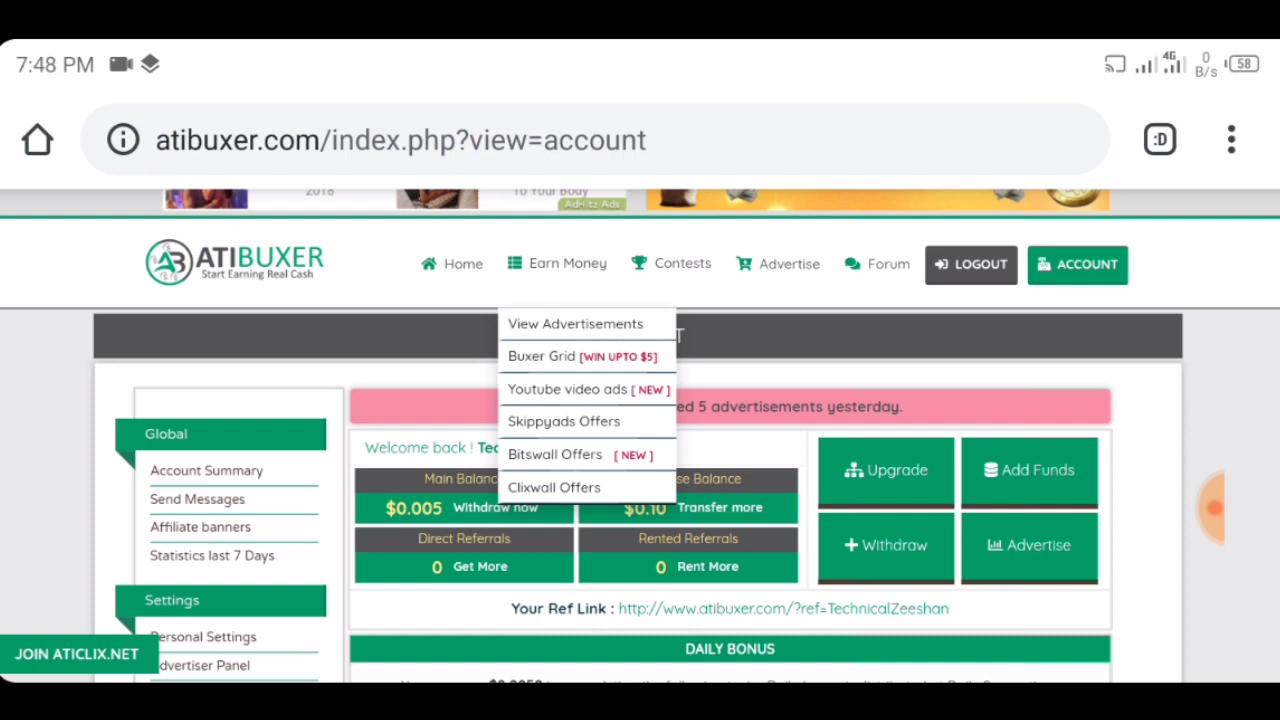 7:48 PM
4G
0
B/s
58
atibuxer.com/index.php?view=account
:D
2018
To Your Body
AdHitz Ads
ATIBUXER
Start Earning Real Cash
Home
Earn Money
Contests
Advertise
Forum
LOGOUT
ACCOUNT
View Advertisements
Buxer Grid [WIN UPTO $5]
Youtube video ads [ NEW ]
Skippyads Offers
Bitswall Offers [ NEW ]
Clixwall Offers
T
ed 5 advertisements yesterday.
Global
Account Summary
Send Messages
Affiliate banners
Statistics last 7 Days
Settings
Personal Settings
dvertiser Panel
JOIN ATICLIX.NET
Welcome back ! Tec
Main Balanc
se Balance
$0.005 Withdraw now
$0.10 Transfer more
Direct Referrals
Rented Referrals
0 Get More
0 Rent More
Upgrade
Add Funds
Withdraw
Advertise
Your Ref Link : http://www.atibuxer.com/?ref=TechnicalZeeshan
DAILY BONUS